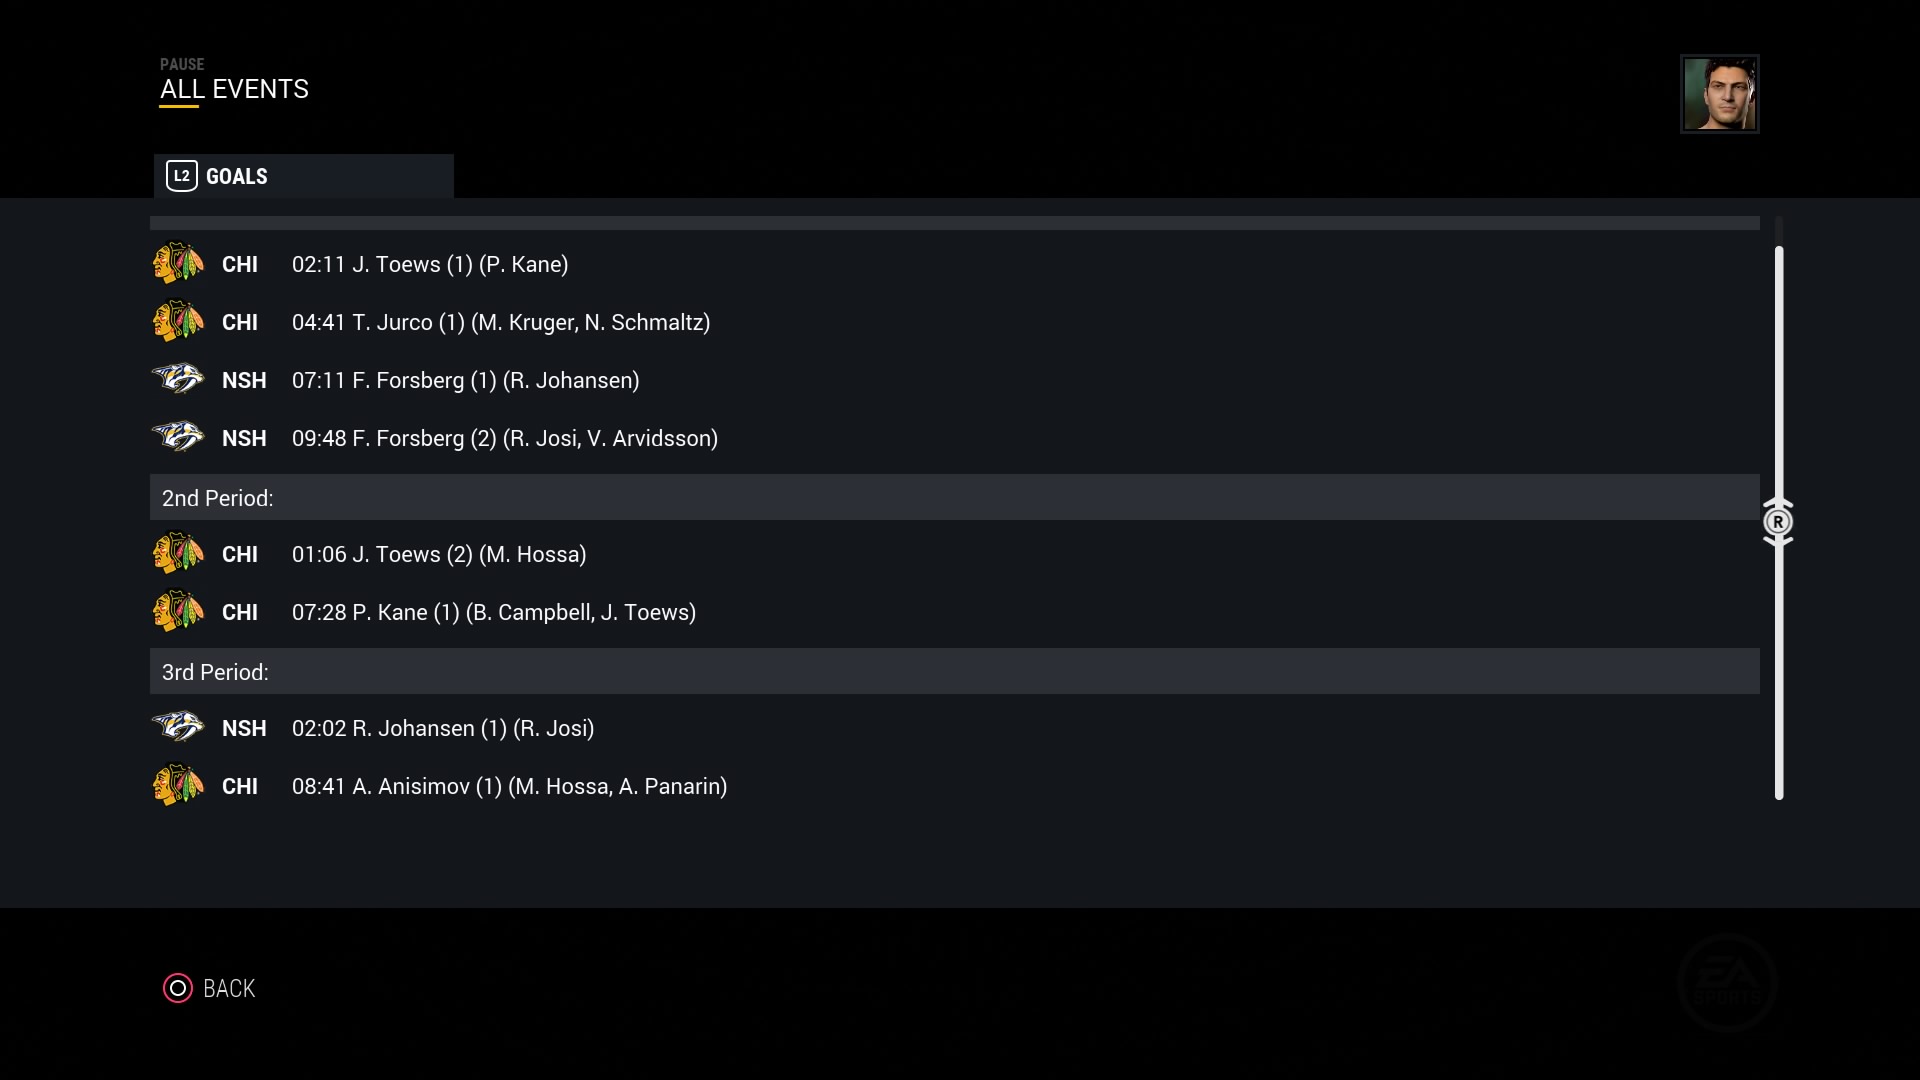 PAUSE
ALL EVENTS
L2 GOALS
CHI 02:11 J. Toews (1) (P. Kane)
CHI 04:41 T. Jurco (1) (M. Kruger, N. Schmaltz)
NSH 07:11 F. Forsberg (1) (R. Johansen)
NSH 09:48 F. Forsberg (2) (R. Josi, V. Arvidsson)
2nd Period:
CHI 01:06 J. Toews (2) (M. Hossa)
R
CHI 07:28 P. Kane (1) (B. Campbell, J. Toews)
3rd Period:
NSH 02:02 R. Johansen (1) (R. Josi)
CHI 08:41 A. Anisimov (1) (M. Hossa, A. Panarin)
BACK
EA
SPORTS